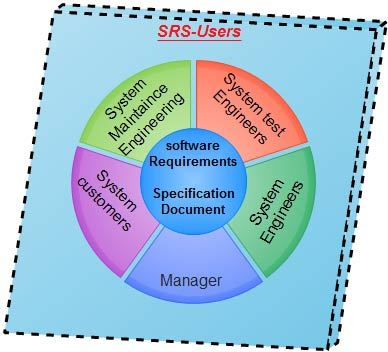 SRS-Users
System
Maintaince
Engineering
System test
Engineers
software
Requirements
Specification
Document
System
customers
System
Engineers
Manager